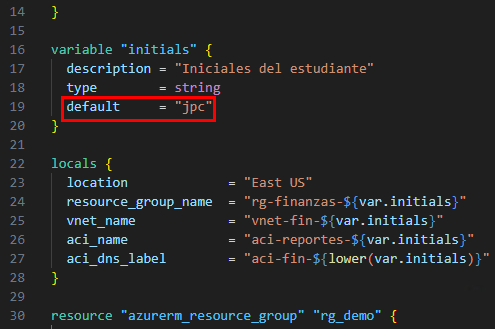 14 }
15
16 variable "initials" {
17   description = "Iniciales del estudiante"
18   type        = string
19   default     = "jpc"
20 }
21
22 locals {
23   location             = "East US"
24   resource_group_name  = "rg-finanzas-${var.initials}"
25   vnet_name            = "vnet-fin-${var.initials}"
26   aci_name             = "aci-reportes-${var.initials}"
27   aci_dns_label        = "aci-fin-${lower(var.initials)}"
28 }
29
30 resource "azurerm_resource_group" "rg_demo" {